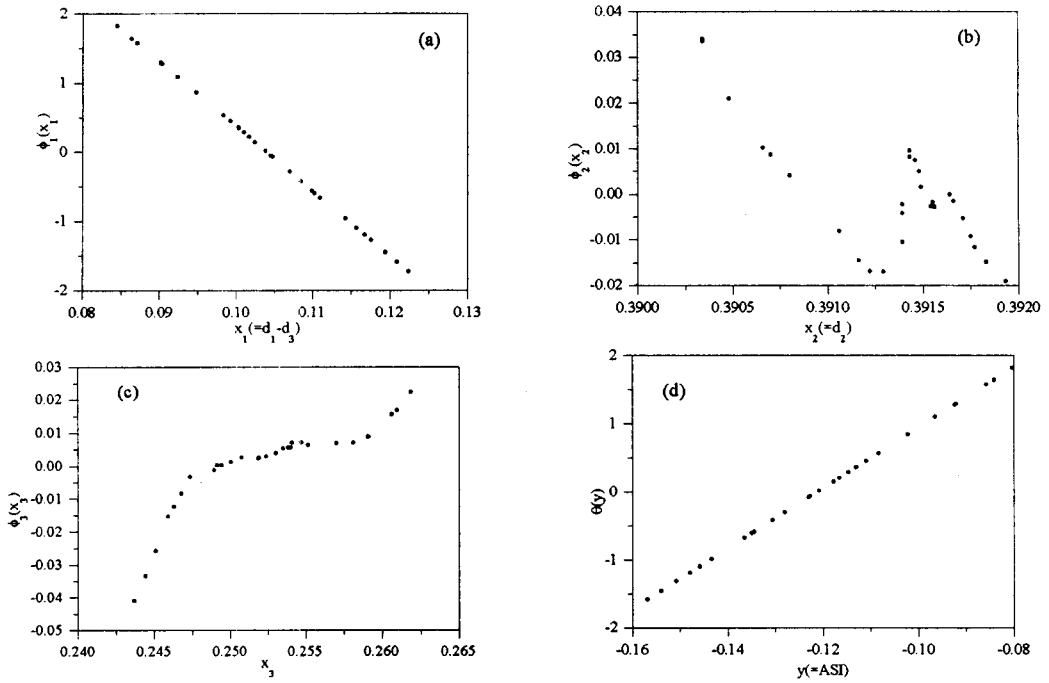 2
1
0
-1
-2
ϕ₁(x₁)
(a)
0.08 0.09 0.10 0.11 0.12 0.13
x₁(=d₁-d₃)
0.04
0.03
0.02
0.01
0.00
-0.01
-0.02
ϕ₂(x₂)
(b)
0.3900 0.3905 0.3910 0.3915 0.3920
x₂(=d₂)
0.03
0.02
0.01
0.00
-0.01
-0.02
-0.03
-0.04
-0.05
ϕ₃(x₃)
(c)
0.240 0.245 0.250 0.255 0.260 0.265
x₃
2
1
0
-1
-2
θ(y)
(d)
-0.16 -0.14 -0.12 -0.10 -0.08
y(=ASI)